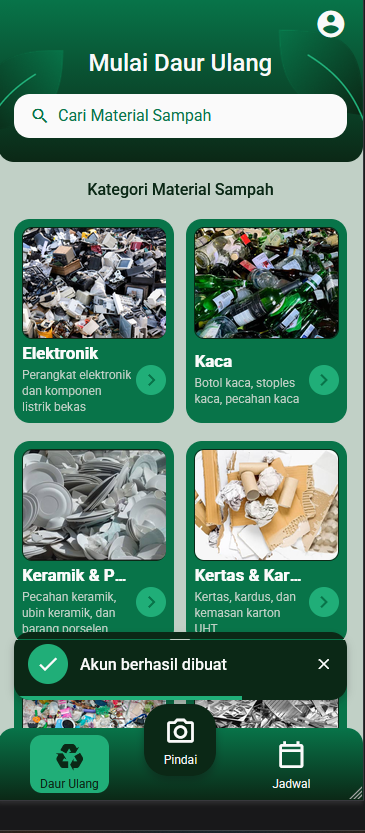 Mulai Daur Ulang
Cari Material Sampah
Kategori Material Sampah
Elektronik
Perangkat elektronik
dan komponen
listrik bekas
Kaca
Botol kaca, stoples
kaca, pecahan kaca
Keramik & P...
Pecahan keramik,
ubin keramik, dan
barang porselen
Kertas & Kar...
Kertas, kardus, dan
kemasan karton
UHT
Akun berhasil dibuat
Daur Ulang
Pindai
Jadwal